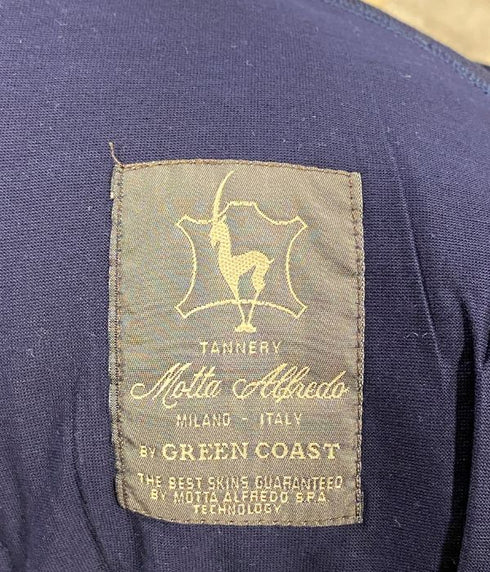 TANNERY
Motta Alfredo
MILANO - ITALY
BY GREEN COAST
THE BEST SKINS GUARANTEED
BY MOTTA ALFREDO S.P.A.
TECHNOLOGY